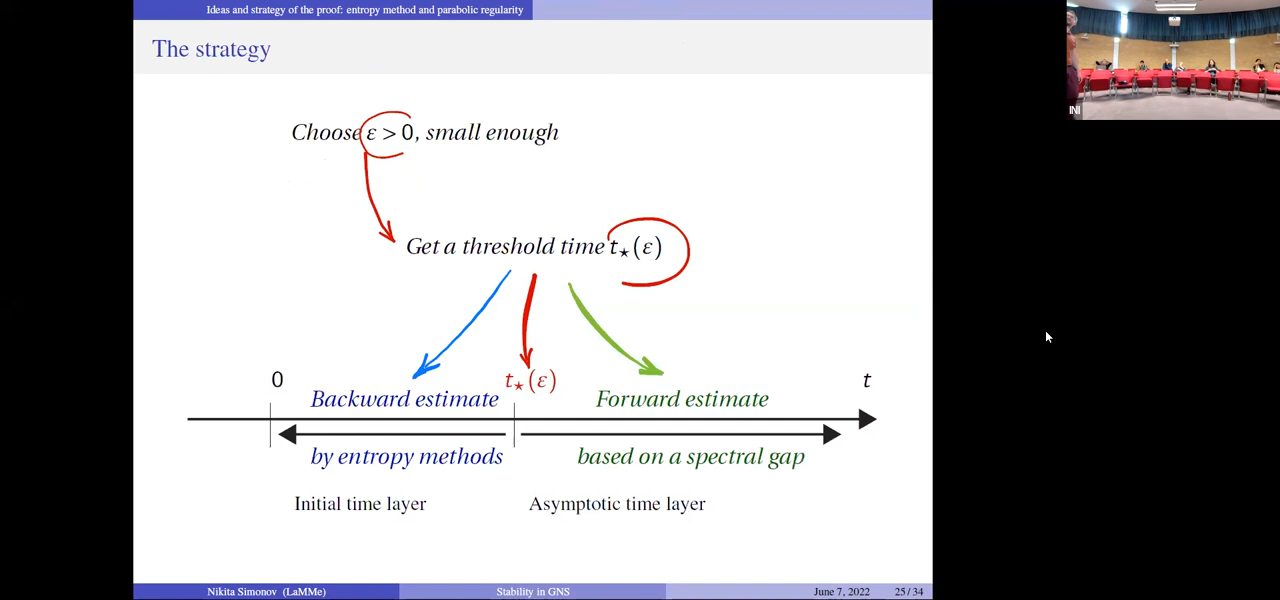 Ideas and strategy of the proof: entropy method and parabolic regularity
The strategy
Choose ε > 0, small enough
Get a threshold time t⋆(ε)
0
t⋆(ε)
t
Backward estimate
Forward estimate
by entropy methods
based on a spectral gap
Initial time layer
Asymptotic time layer
Nikita Simonov (LaMMe)
Stability in GNS
June 7, 2022
25 / 34
INI